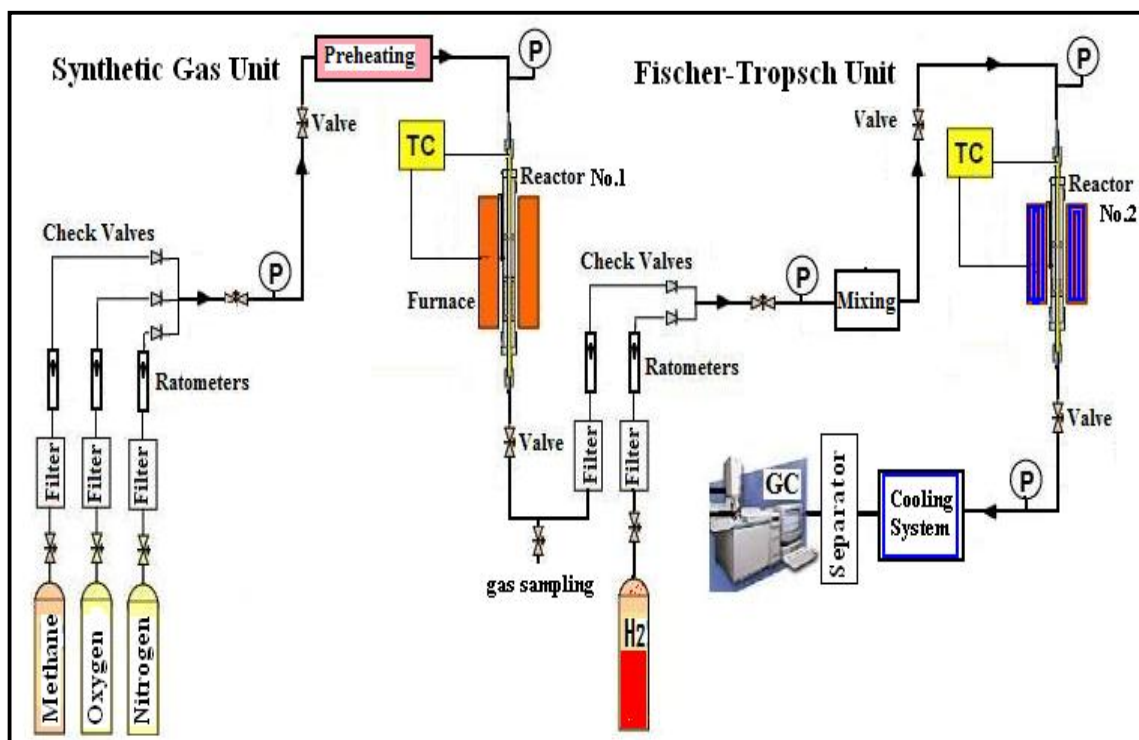 Synthetic Gas Unit
Preheating
P
Valve
TC
Reactor No.1
Check Valves
P
Furnace
Ratometers
Filter
Filter
Filter
Valve
gas sampling
Methane
Oxygen
Nitrogen
Fischer-Tropsch Unit
P
Valve
TC
Reactor
No.2
Check Valves
P
Mixing
Ratometers
Filter
Filter
H2
Valve
P
Cooling
System
Separator
GC